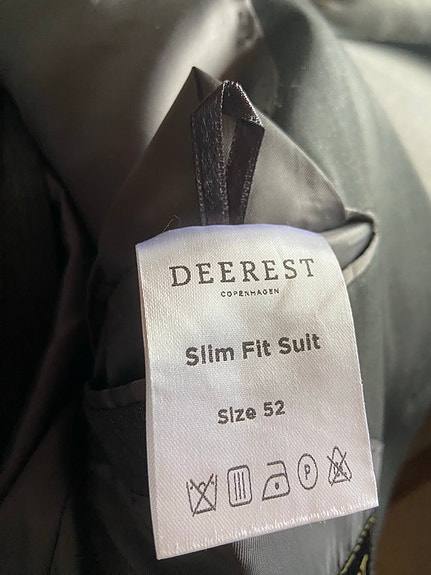 DEEREST
COPENHAGEN
Slim Fit Suit
Size 52
P